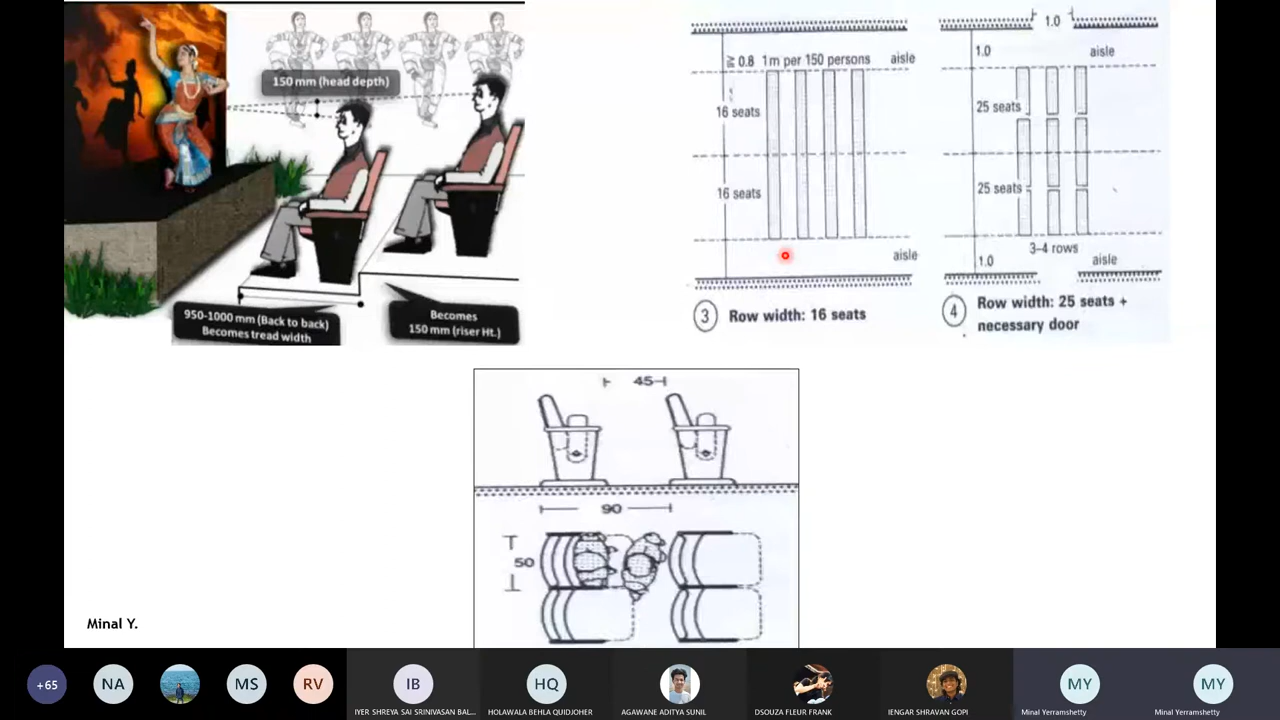 150 mm (head depth)
950-1000 mm (Back to back)
Becomes tread width
Becomes
150 mm (riser Ht.)
≧ 0.8 1m per 150 persons aisle
16 seats
16 seats
aisle
3 Row width: 16 seats
1.0
1.0 aisle
25 seats
25 seats
3-4 rows
1.0 aisle
4 Row width: 25 seats +
necessary door
45
90
50
Minal Y.
+65
NA
MS
RV
IB
HQ
MY
MY
IYER SHREYA SAI SRINIVASAN BAL...
HOLAWALA BEHLA QUIDJOHER
AGAWANE ADITYA SUNIL
DSOUZA FLEUR FRANK
IENGAR SHRAVAN GOPI
Minal Yerramshetty
Minal Yerramshetty